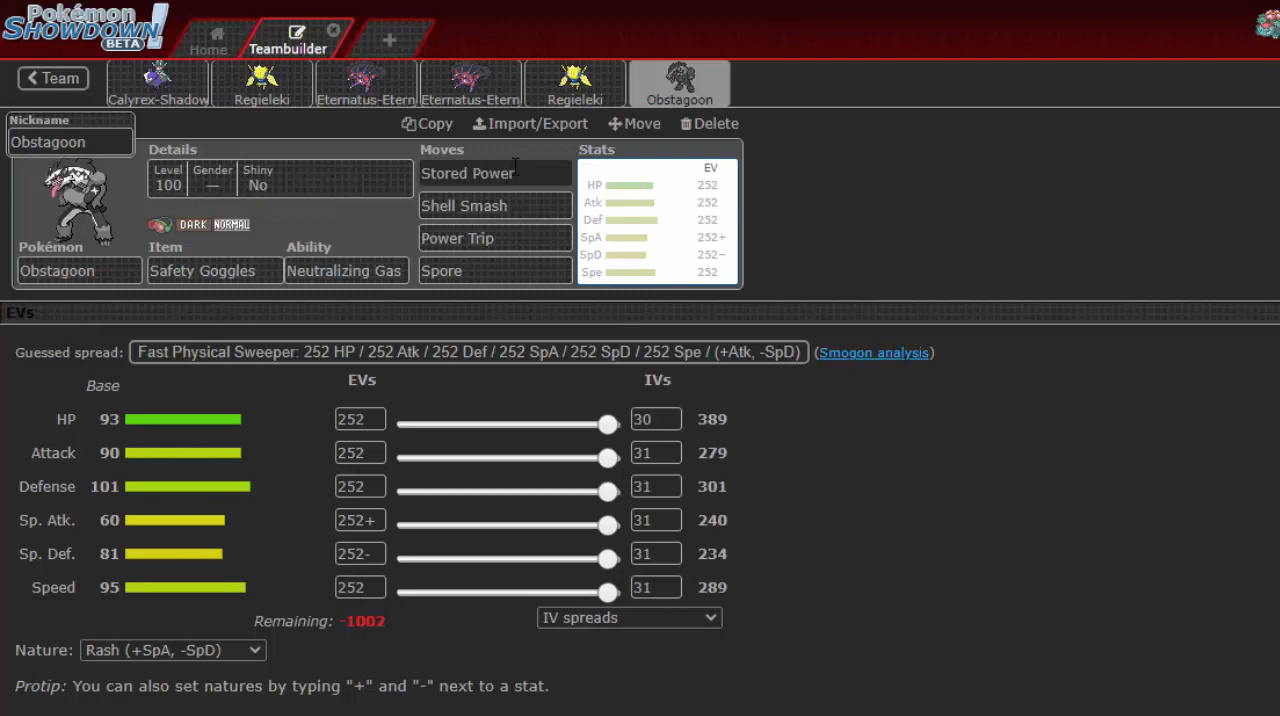 Pokémon
SHOWDOWN!
BETA
Home
Teambuilder
+
< Team
Calyrex-Shadow
Regieleki
Eternatus-Etern
Eternatus-Etern
Regieleki
Obstagoon
Nickname
Obstagoon
Copy
Import/Export
Move
Delete
Details
Moves
Stats
Level
Gender
Shiny
100
—
No
Stored Power
Shell Smash
Power Trip
Spore
EV
HP 252
Atk 252
Def 252
SpA 252+
SpD 252−
Spe 252
DARK NORMAL
Pokémon
Item
Ability
Obstagoon
Safety Goggles
Neutralizing Gas
EVs
Guessed spread: Fast Physical Sweeper: 252 HP / 252 Atk / 252 Def / 252 SpA / 252 SpD / 252 Spe / (+Atk, -SpD) (Smogon analysis)
Base EVs IVs
HP 93 252 30 389
Attack 90 252 31 279
Defense 101 252 31 301
Sp. Atk. 60 252+ 31 240
Sp. Def. 81 252- 31 234
Speed 95 252 31 289
Remaining: -1002
IV spreads
Nature: Rash (+SpA, -SpD)
Protip: You can also set natures by typing "+" and "-" next to a stat.